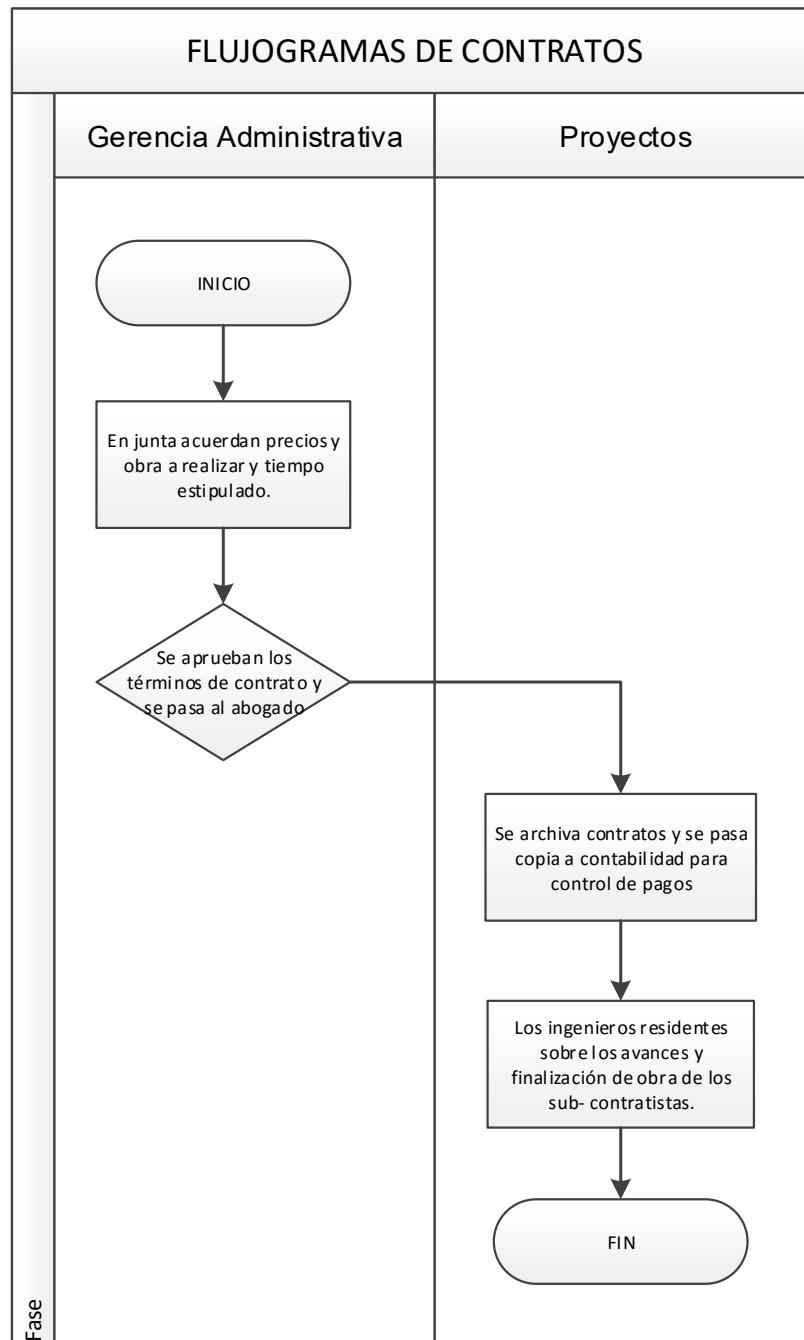 FLUJOGRAMAS DE CONTRATOS
Gerencia Administrativa
Proyectos
INICIO
En junta acuerdan precios y
obra a realizar y tiempo
estipulado.
Se aprueban los
términos de contrato y
se pasa al abogado
Se archiva contratos y se pasa
copia a contabilidad para
control de pagos
Los ingenieros residentes
sobre los avances y
finalización de obra de los
sub- contratistas.
FIN
Fase